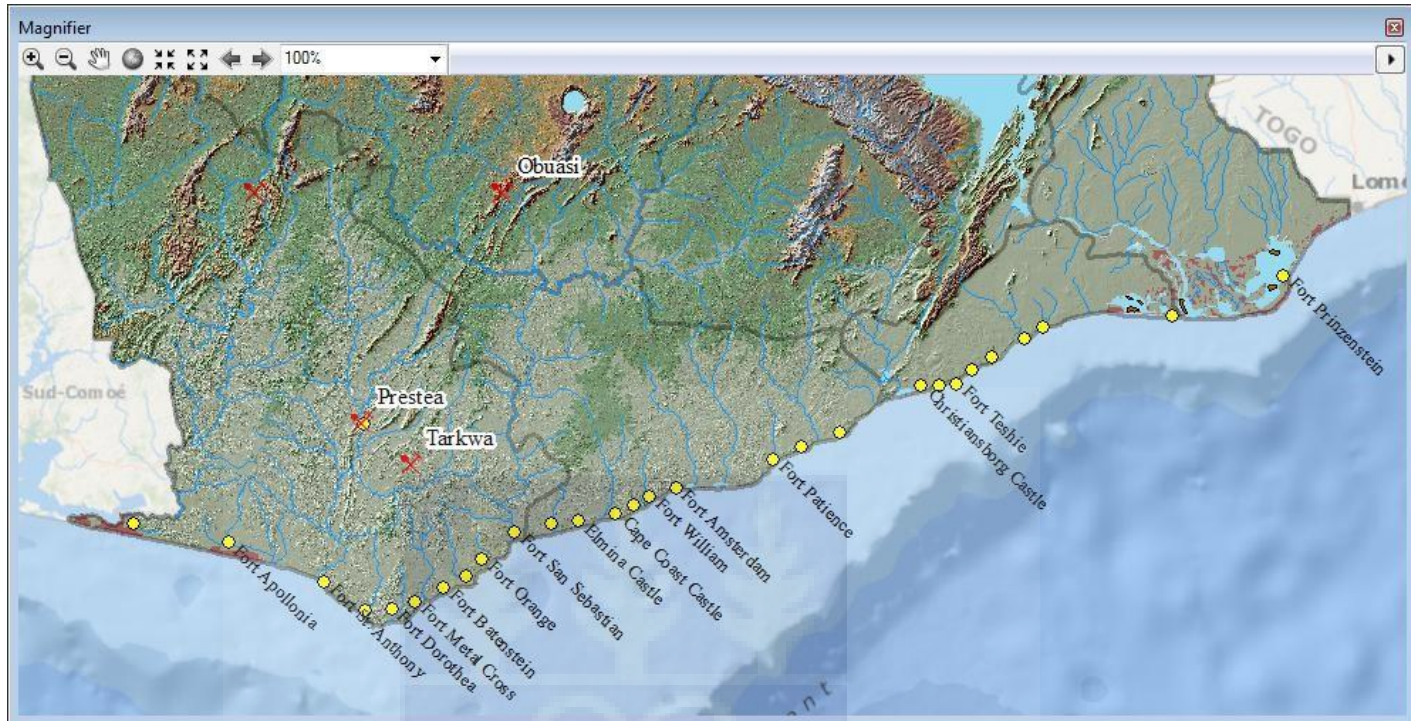 Magnifier
100%
TOGO
Obuasi
Lomé
Fort Prinzenstein
Sud-Comoé
Prestea
Tarkwa
Fort Teshie
Christiansborg Castle
Fort Patience
Fort Amsterdam
Fort William
Cape Coast Castle
Elmina Castle
Fort San Sebastian
Fort Orange
Fort Batenstein
Fort Metal Cross
Fort Dorothea
Fort St. Anthony
Fort Apollonia
nt